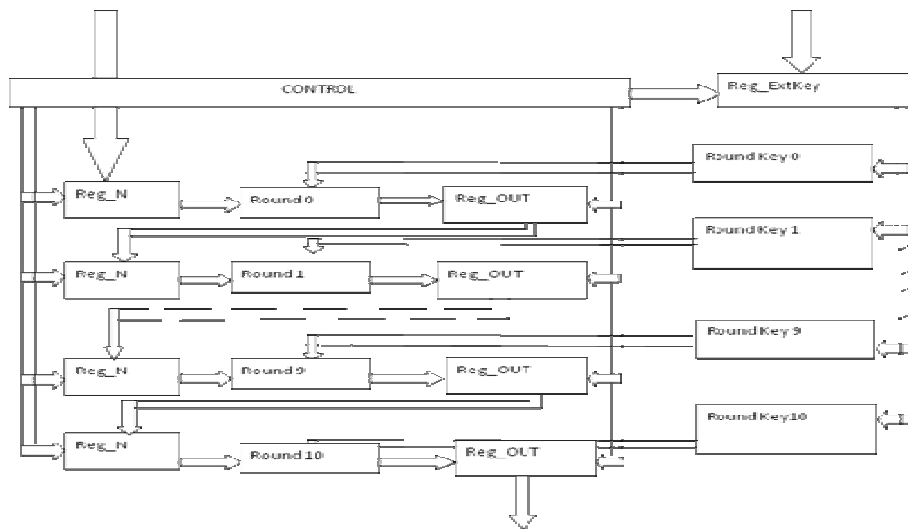 CONTROL
Reg_ExtKey
Round Key 0
Reg_N
Round 0
Reg_OUT
Round Key 1
Reg_N
Round 1
Reg_OUT
Round Key 9
Reg_N
Round 9
Reg_OUT
Round Key10
Reg_N
Round 10
Reg_OUT